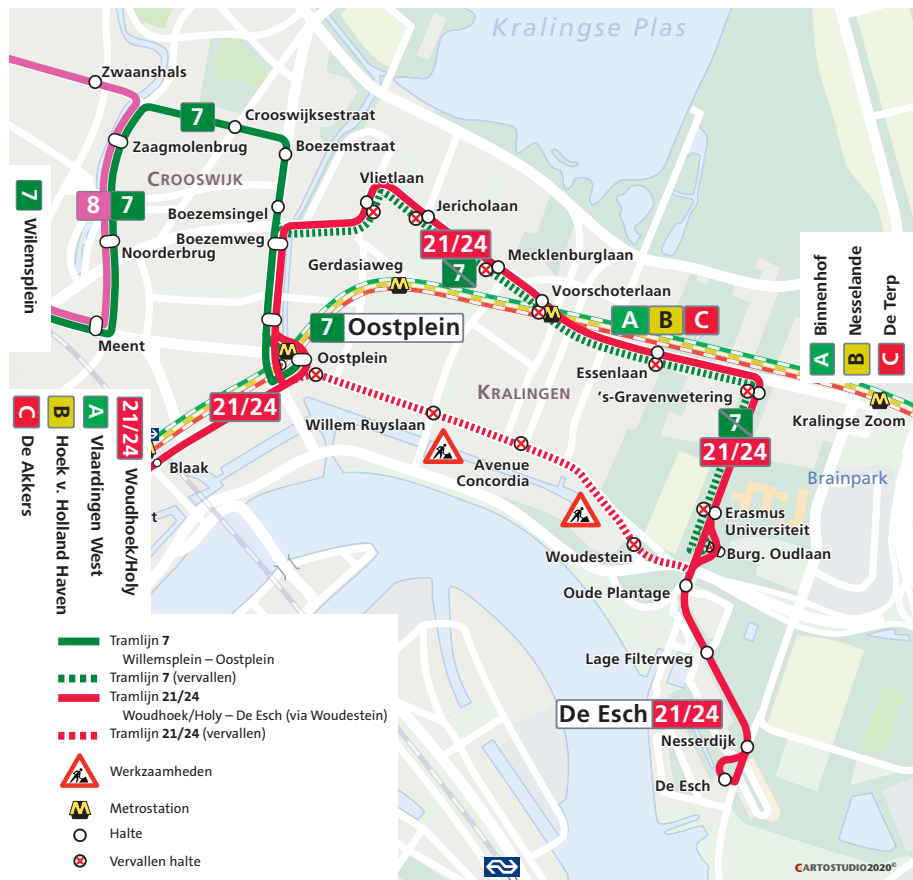 Kralingse Plas
Zwaanshals
7
Crooswijksestraat
Zaagmolenbrug
Boezemstraat
CROOSWIJK
Vlietlaan
8 7
Boezemsingel
Jericholaan
7 Wilemsplein
Boezemweg
Noorderbrug
21/24
7
Mecklenburglaan
Gerdasiaweg
Voorschoterlaan
A B C
A Binnenhof
B Nesselande
C De Terp
Meent
7 Oostplein
Oostplein
Essenlaan
KRALINGEN
's-Gravenwetering
21/24
Willem Ruyslaan
7
21/24
Kralingse Zoom
Blaak
Avenue
Concordia
Brainpark
C De Akkers
B Hoek v. Holland Haven
A Vlaardingen West
21/24 Woudhoek/Holy
t
Erasmus
Universiteit
Woudestein
Burg. Oudlaan
Oude Plantage
Tramlijn 7
Willemsplein – Oostplein
Tramlijn 7 (vervallen)
Tramlijn 21/24
Woudhoek/Holy – De Esch (via Woudestein)
Tramlijn 21/24 (vervallen)
Werkzaamheden
M Metrostation
Halte
Vervallen halte
Lage Filterweg
De Esch 21/24
Nesserdijk
De Esch
CARTOSTUDIO2020©